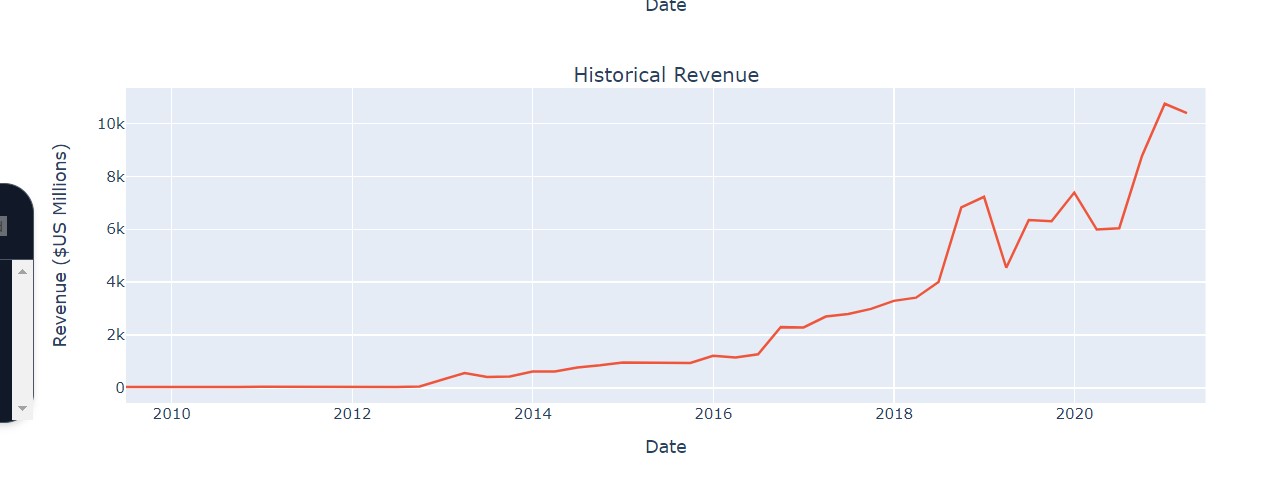 Date
Historical Revenue
Revenue ($US Millions)
10k
8k
6k
4k
2k
0
2010 2012 2014 2016 2018 2020
Date